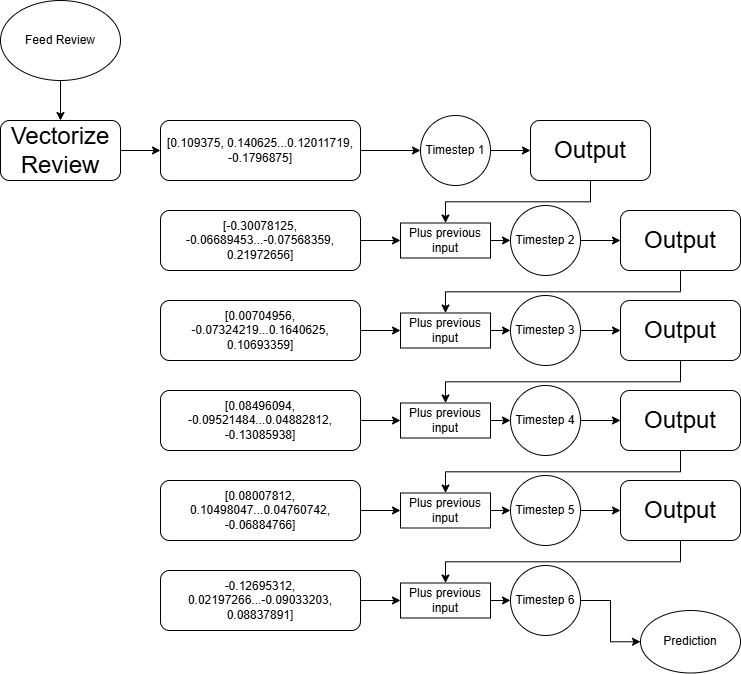 Feed Review
Vectorize
Review
[0.109375, 0.140625...0.12011719,
-0.1796875]
Timestep 1
Output
[-0.30078125,
-0.06689453...-0.07568359,
0.21972656]
Plus previous
input
Timestep 2
Output
[0.00704956,
-0.07324219...0.1640625,
0.10693359]
Plus previous
input
Timestep 3
Output
[0.08496094,
-0.09521484...0.04882812,
-0.13085938]
Plus previous
input
Timestep 4
Output
[0.08007812,
0.10498047...0.04760742,
-0.06884766]
Plus previous
input
Timestep 5
Output
-0.12695312,
0.02197266...-0.09033203,
0.08837891]
Plus previous
input
Timestep 6
Prediction